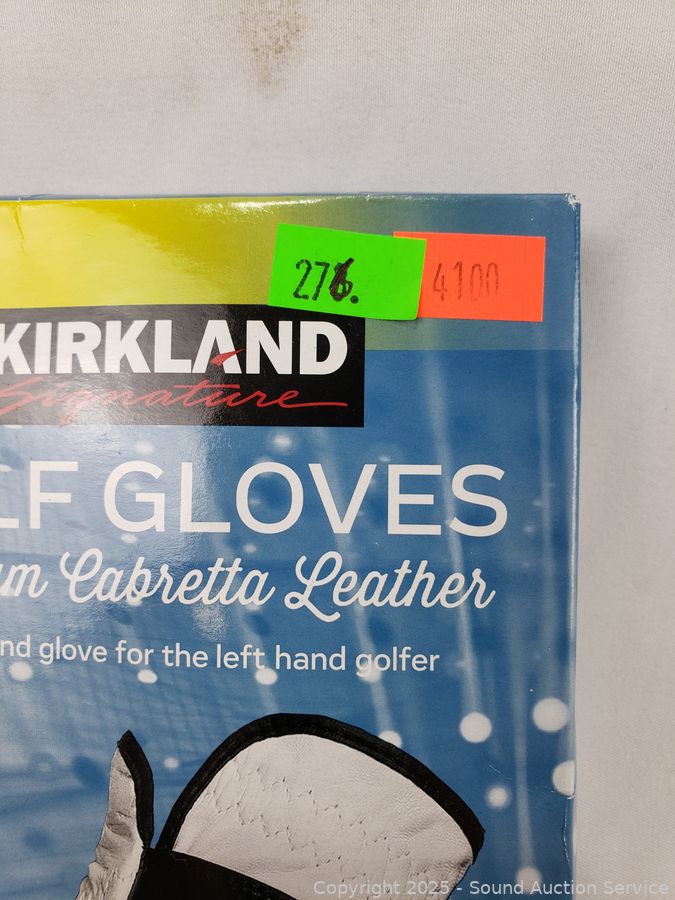 276.
4100
KIRKLAND
Signature
LF GLOVES
um Cabretta Leather
nd glove for the left hand golfer
Copyright 2025 - Sound Auction Service